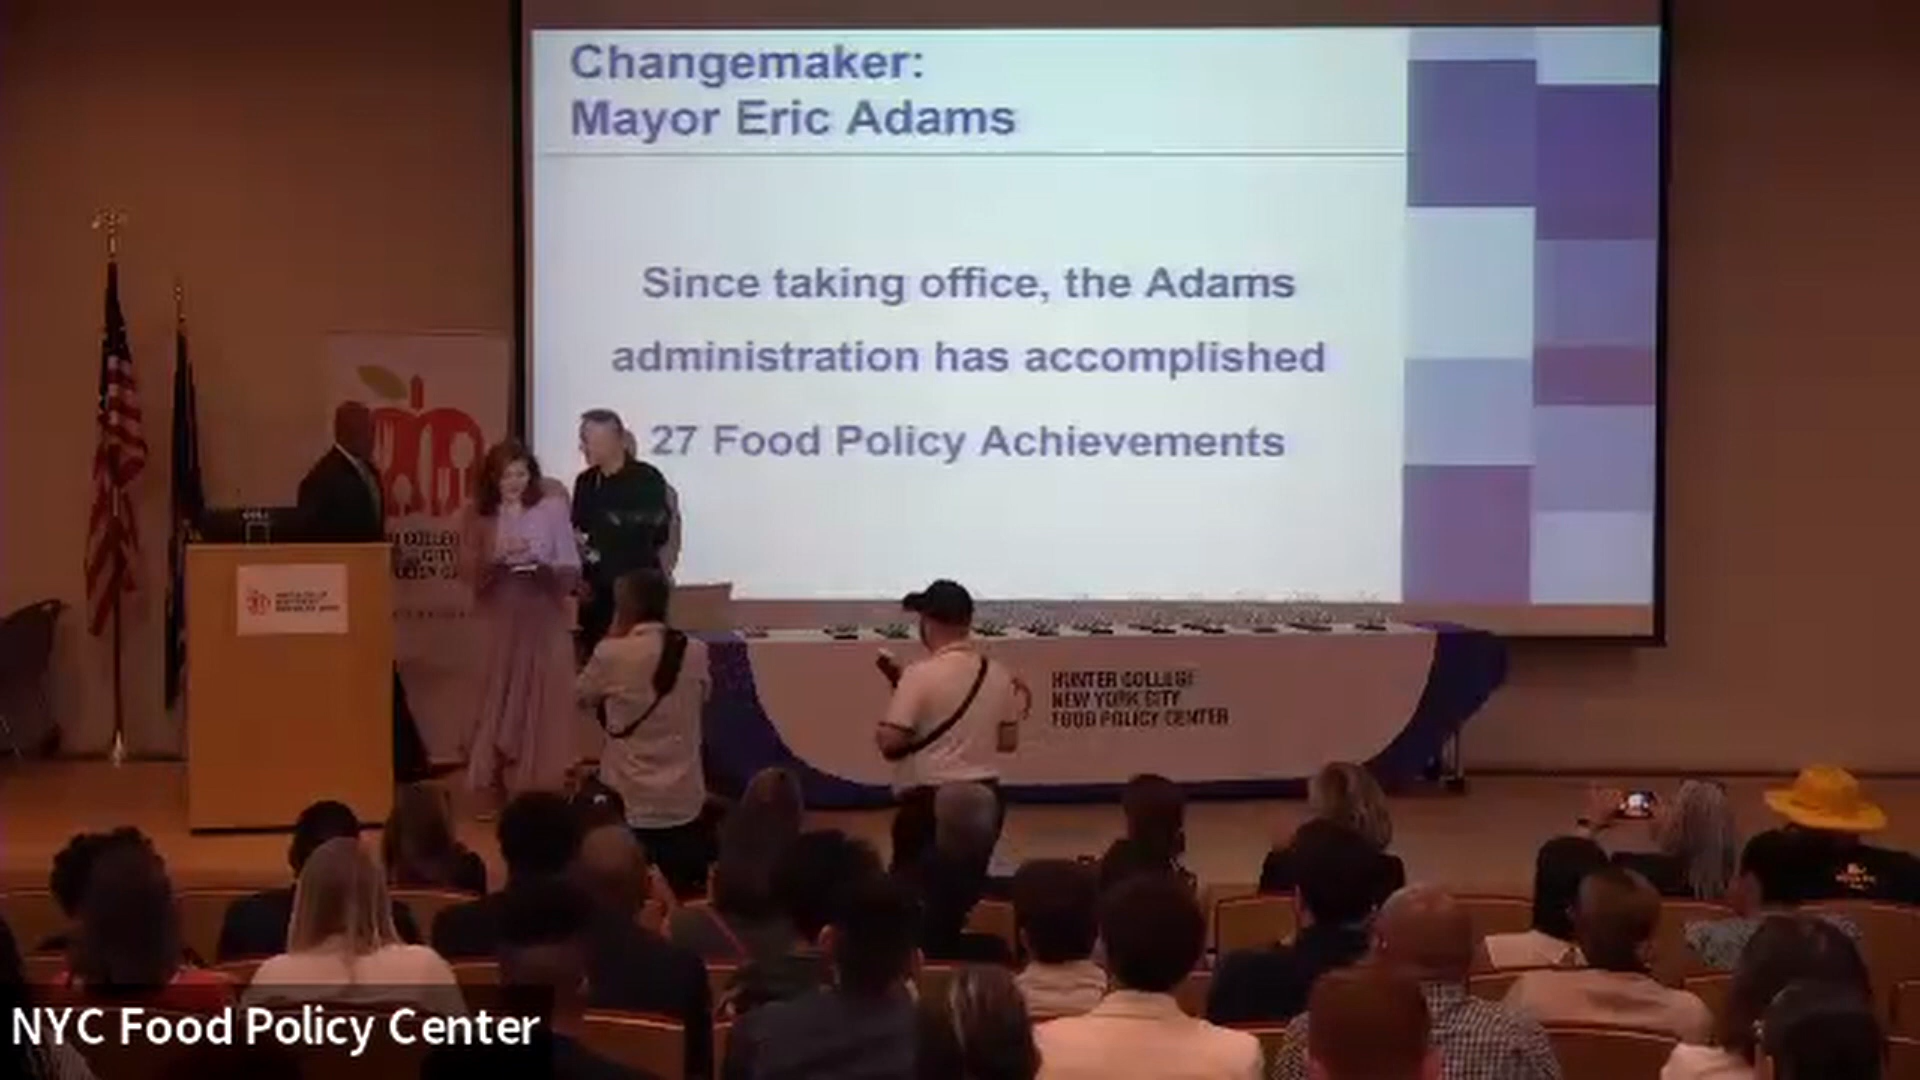 Changemaker:
Mayor Eric Adams
Since taking office, the Adams
administration has accomplished
27 Food Policy Achievements
HUNTER COLLEGE
NEW YORK CITY
FOOD POLICY CENTER
NYC Food Policy Center